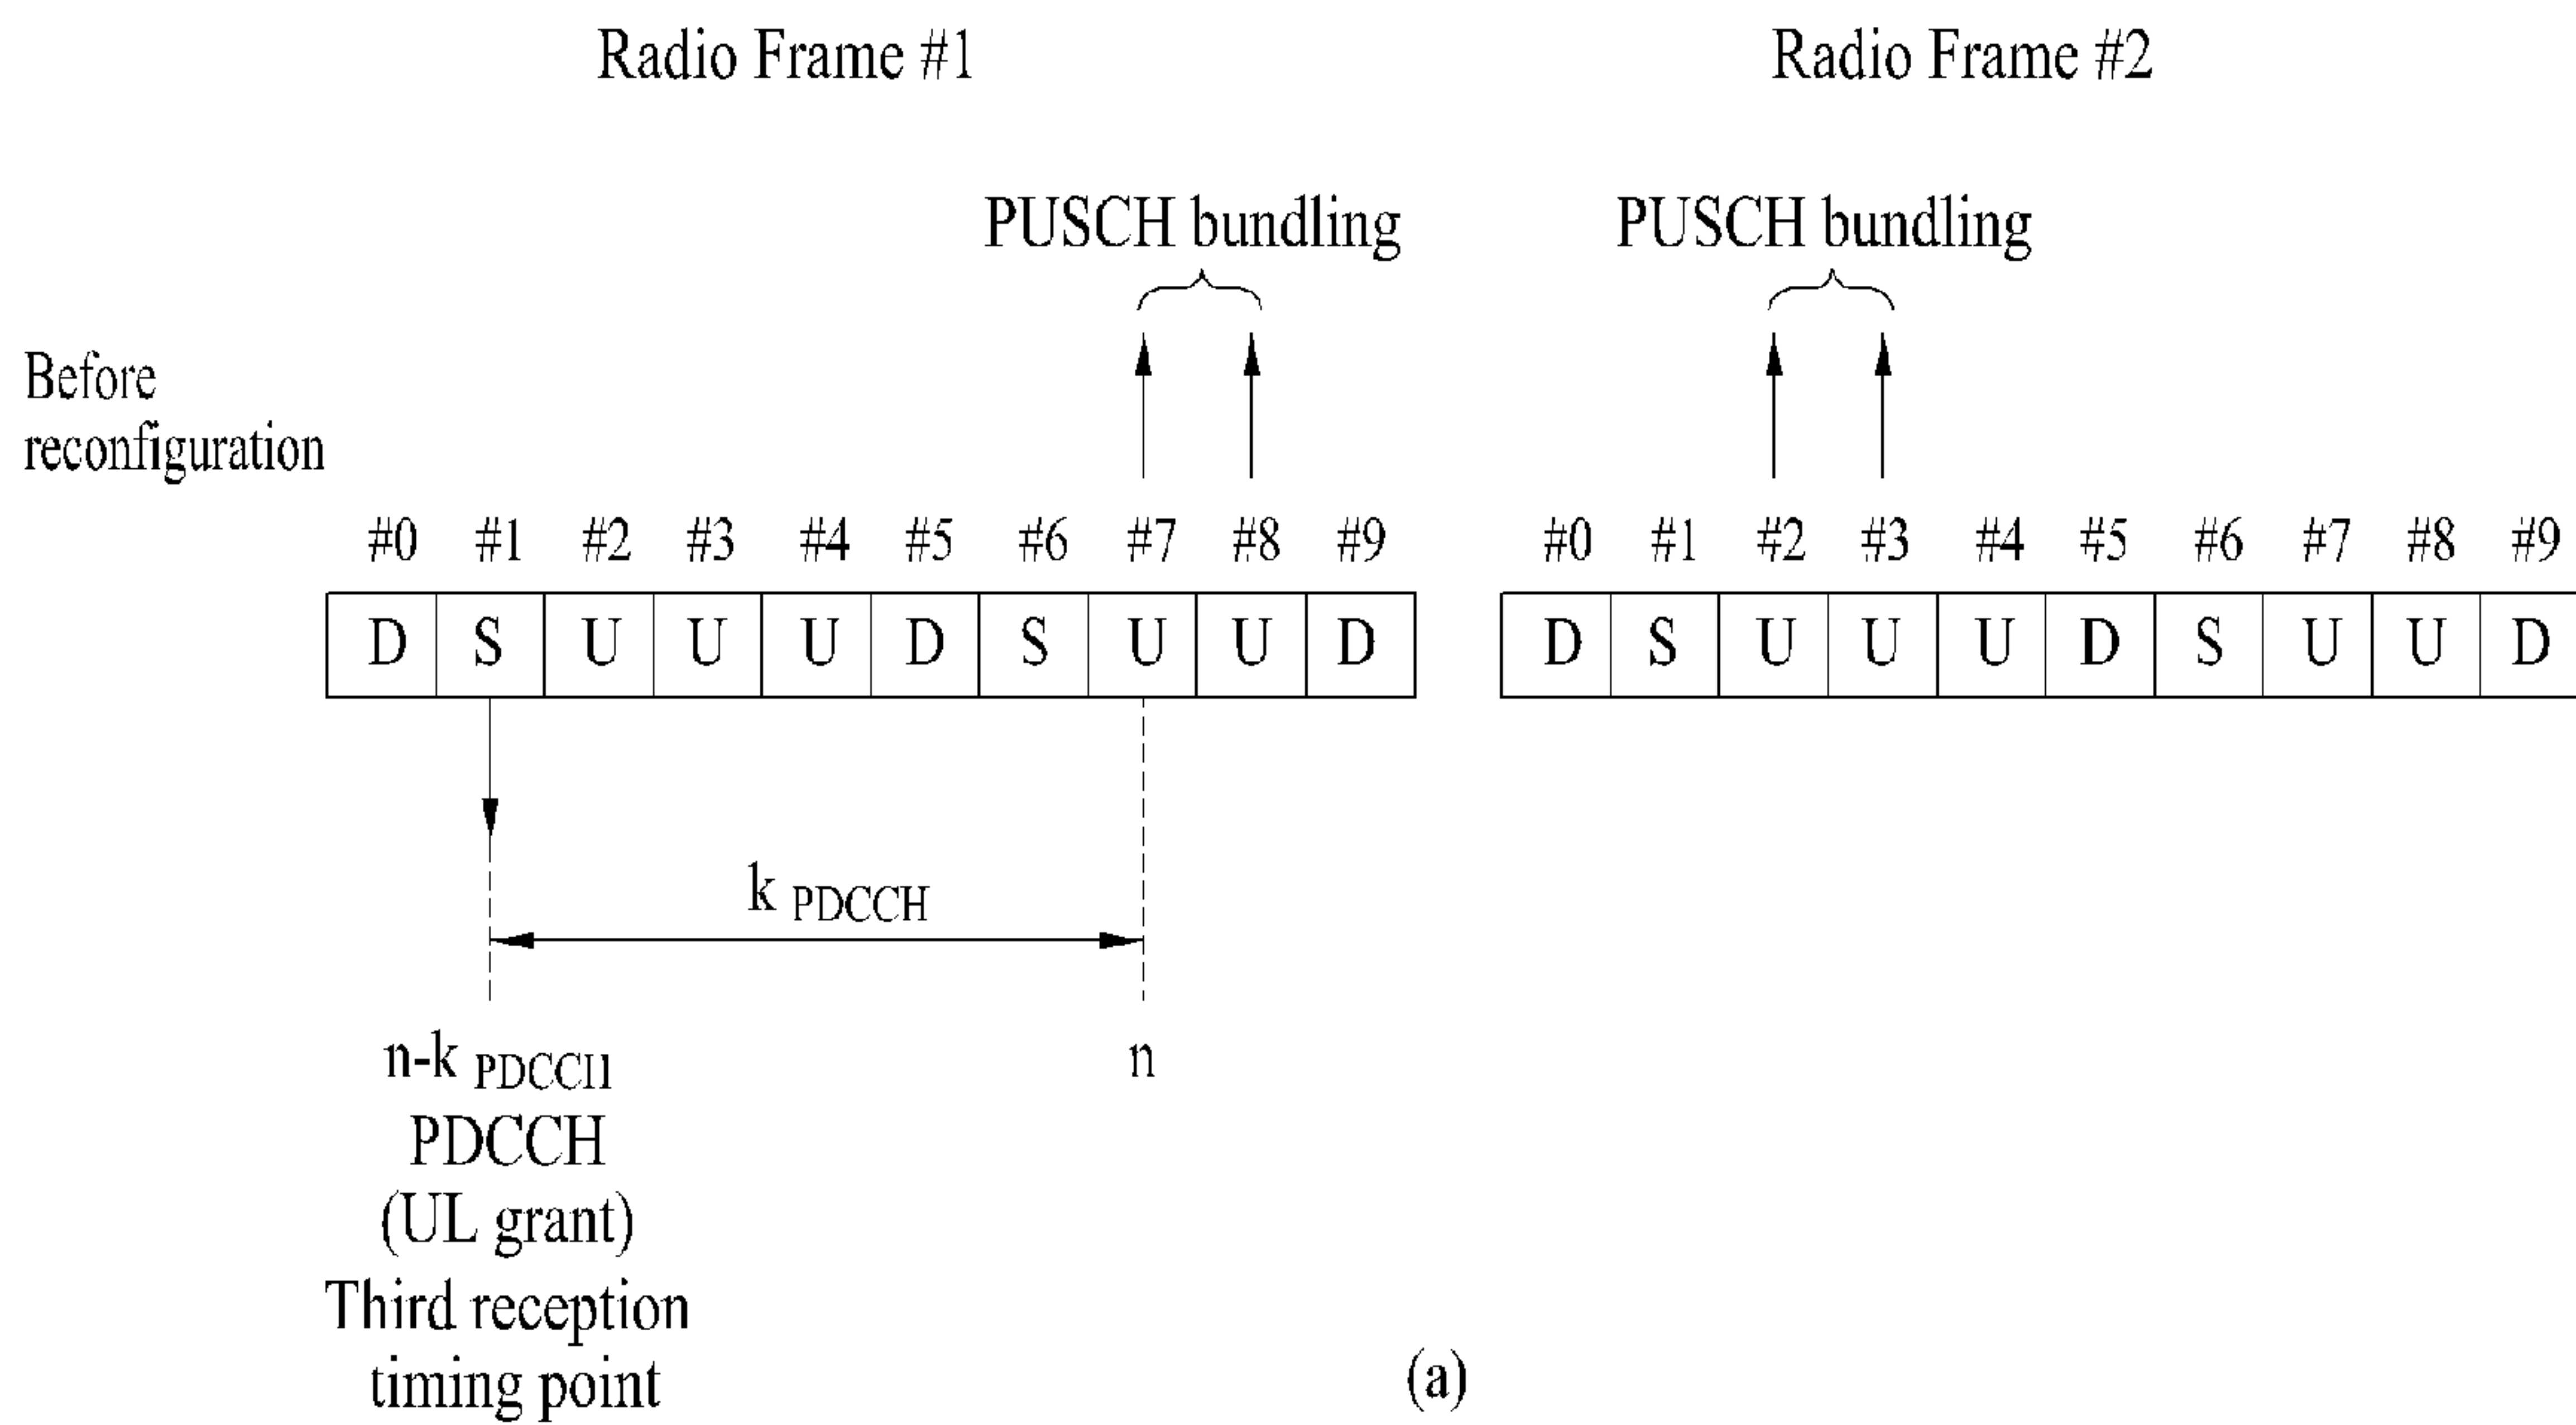 Radio Frame #1 Radio Frame #2
PUSCH bundling PUSCH bundling
Before
reconfiguration
#0 #1 #2 #3 #4 #5 #6 #7 #8 #9 #0 #1 #2 #3 #4 #5 #6 #7 #8 #9
D S U U U D S U U D D S U U U D S U U D
k PDCCH
n-k PDCCH n
PDCCH
(UL grant)
Third reception
timing point
(a)